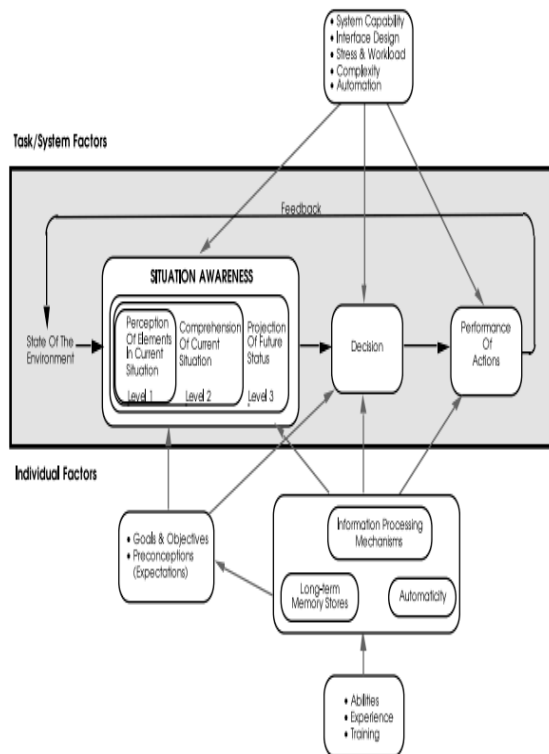 • System Capability
• Interface Design
• Stress & Workload
• Complexity
• Automation
Task/System Factors
Feedback
SITUATION AWARENESS
State Of The
Environment
Perception
Of Elements
In Current
Situation
Level 1
Comprehension
Of Current
Situation
Level 2
Projection
Of Future
Status
Level 3
Decision
Performance
Of
Actions
Individual Factors
• Goals & Objectives
• Preconceptions
(Expectations)
Information Processing
Mechanisms
Long-term
Memory Stores
Automaticity
• Abilities
• Experience
• Training